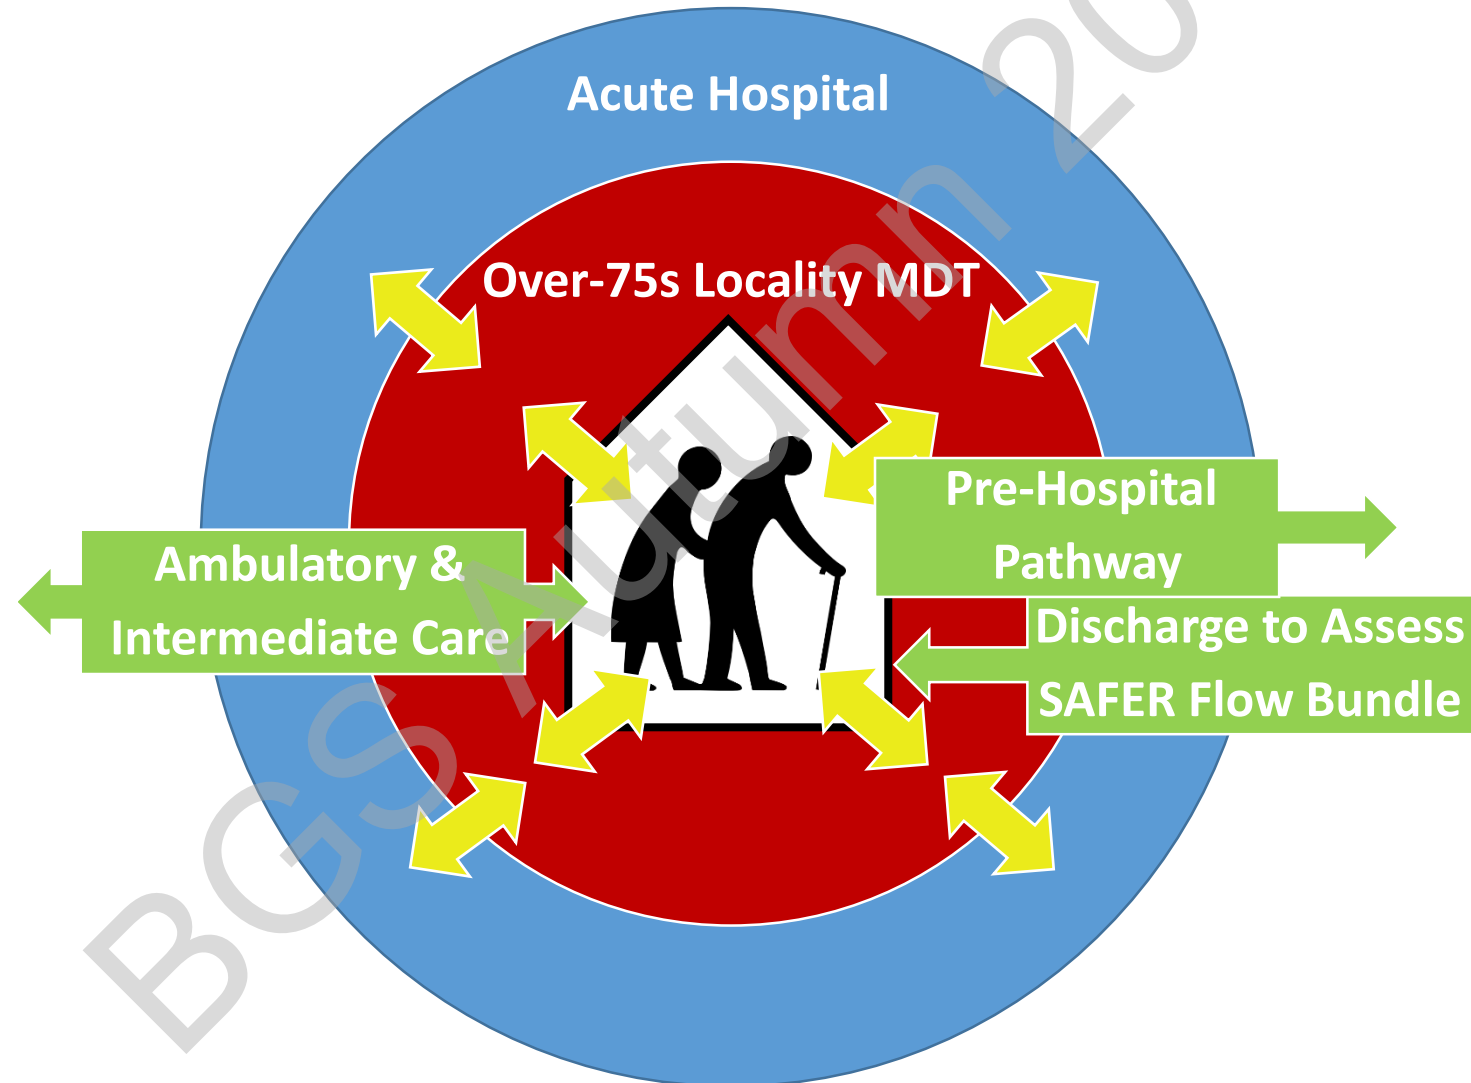 Acute Hospital
Over-75s Locality MDT
Pre-Hospital
Pathway
Ambulatory &
Intermediate Care
Discharge to Assess
SAFER Flow Bundle
BGS Autumn 20